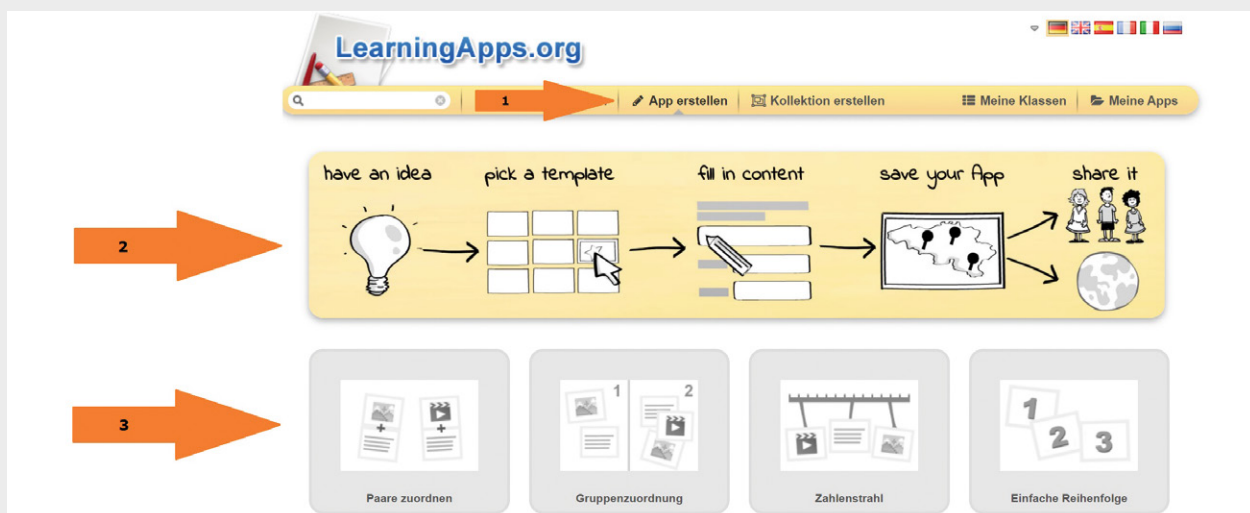 LearningApps.org
1 App erstellen Kollektion erstellen Meine Klassen Meine Apps
have an idea pick a template fill in content save your App share it
2
1 2
1
2
3
3
Paare zuordnen Gruppenzuordnung Zahlenstrahl Einfache Reihenfolge